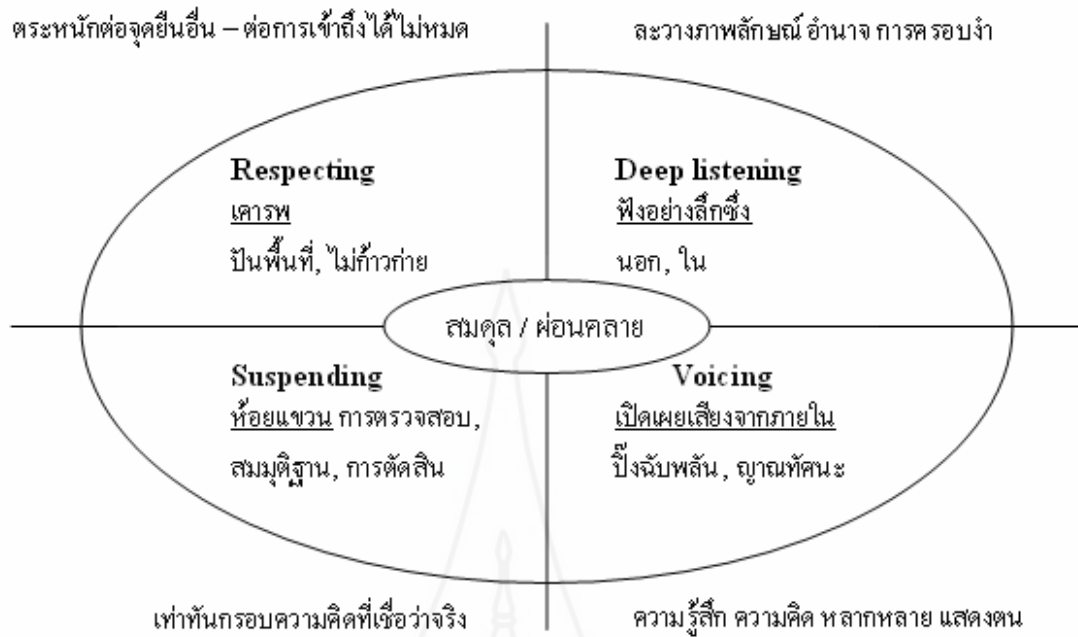 ตระหนักต่อจุดยืนอื่น – ต่อการเข้าถึงได้ไม่หมด
ละวางภาพลักษณ์ อำนาจ การครอบงำ
Respecting
เคารพ
ปันพื้นที่, ไม่ก้าวก่าย
Deep listening
ฟังอย่างลึกซึ้ง
นอก, ใน
สมดุล / ผ่อนคลาย
Suspending
ห้อยแขวน การตรวจสอบ,
สมมุติฐาน, การตัดสิน
Voicing
เปิดเผยเสียงจากภายใน
ปิ๊งฉับพลัน, ญาณทัศนะ
เท่าทันกรอบความคิดที่เชื่อว่าจริง
ความรู้สึก ความคิด หลากหลาย แสดงตน